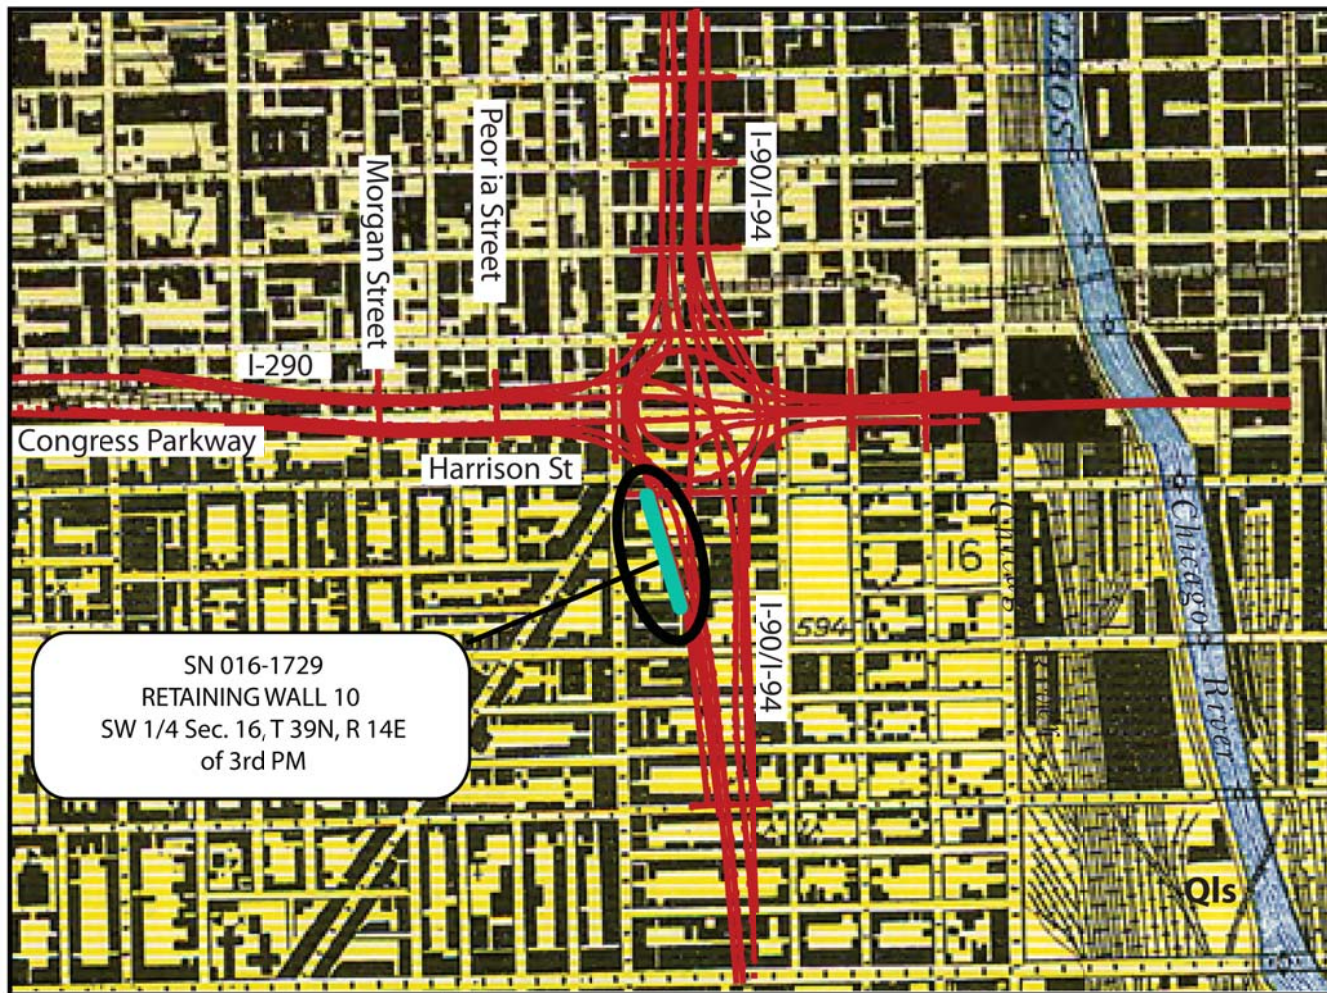 Peor ia Street
Morgan Street
I-90/I-94
17
I-290
Congress Parkway
Harrison St
16
594
I-90/I-94
SN 016-1729
RETAINING WALL 10
SW 1/4 Sec. 16, T 39N, R 14E
of 3rd PM
Chicago River
Qls